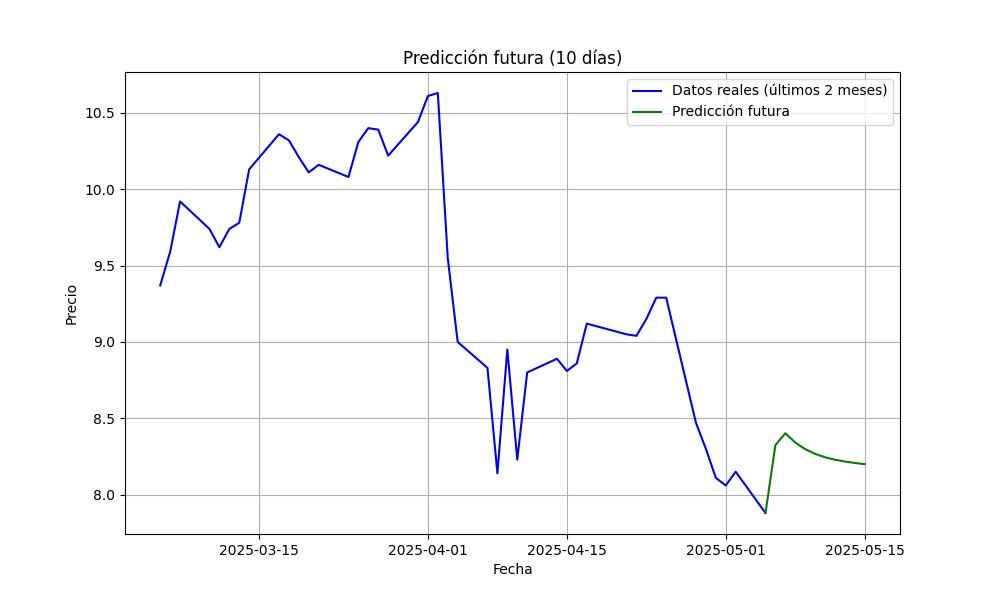 Predicción futura (10 días)
Datos reales (últimos 2 meses)
Predicción futura
Precio
10.5
10.0
9.5
9.0
8.5
8.0
2025-03-15
2025-04-01
2025-04-15
2025-05-01
2025-05-15
Fecha